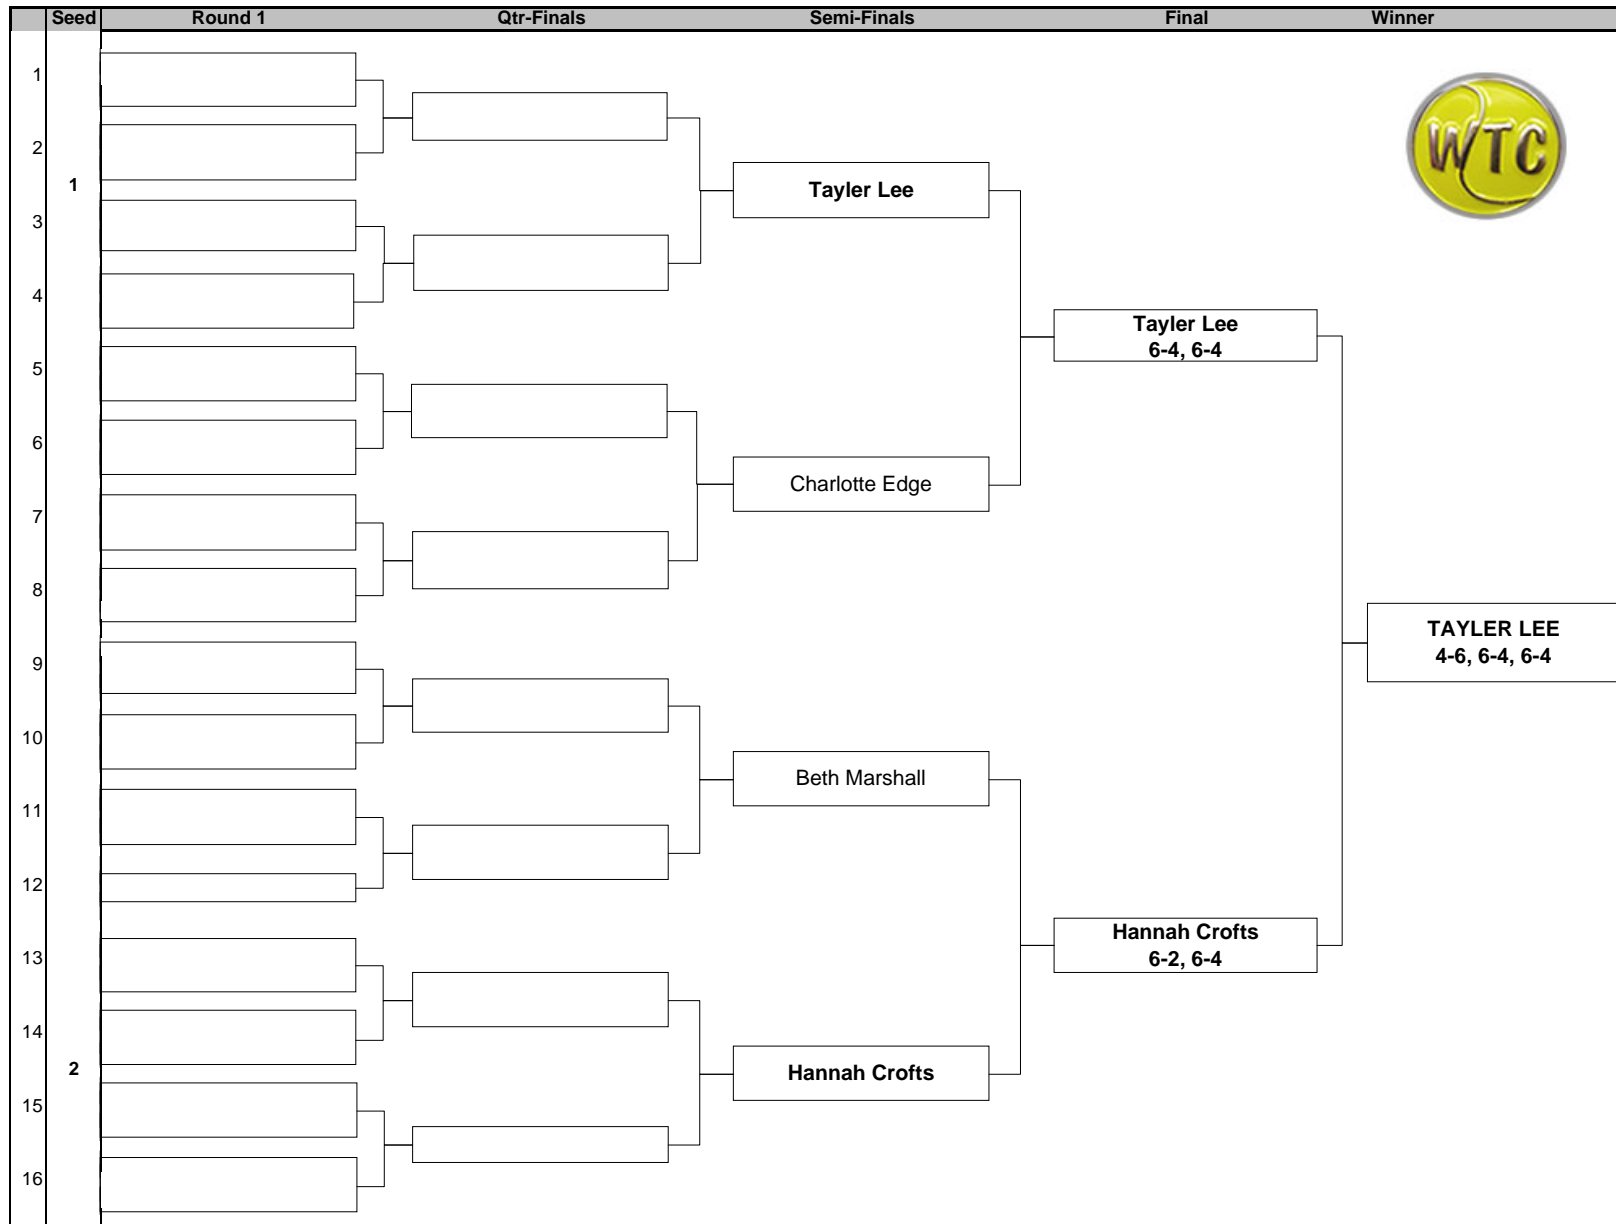 Seed Round 1 Qtr-Finals Semi-Finals Final Winner
WTC
1
2
1
Tayler Lee
3
4
Tayler Lee
6-4, 6-4
5
6
Charlotte Edge
7
8
TAYLER LEE
4-6, 6-4, 6-4
9
10
Beth Marshall
11
12
Hannah Crofts
6-2, 6-4
13
14
2
Hannah Crofts
15
16